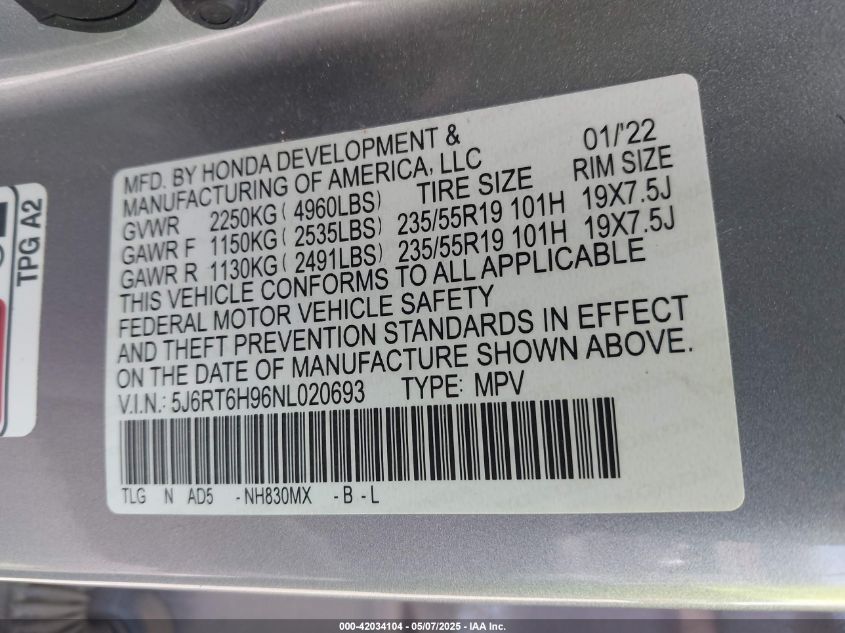 MFD. BY HONDA DEVELOPMENT & 01/'22
MANUFACTURING OF AMERICA, LLC
TIRE SIZE RIM SIZE
GVWR 2250KG ( 4960LBS)
GAWR F 1150KG ( 2535LBS) 235/55R19 101H 19X7.5J
GAWR R 1130KG ( 2491LBS) 235/55R19 101H 19X7.5J
THIS VEHICLE CONFORMS TO ALL APPLICABLE
FEDERAL MOTOR VEHICLE SAFETY
AND THEFT PREVENTION STANDARDS IN EFFECT
ON THE DATE OF MANUFACTURE SHOWN ABOVE.
V.I.N.: 5J6RT6H96NL020693 TYPE: MPV
TLG N AD5 -NH830MX -B-L
TPG A2
000-42034104 - 05/07/2025 - IAA Inc.